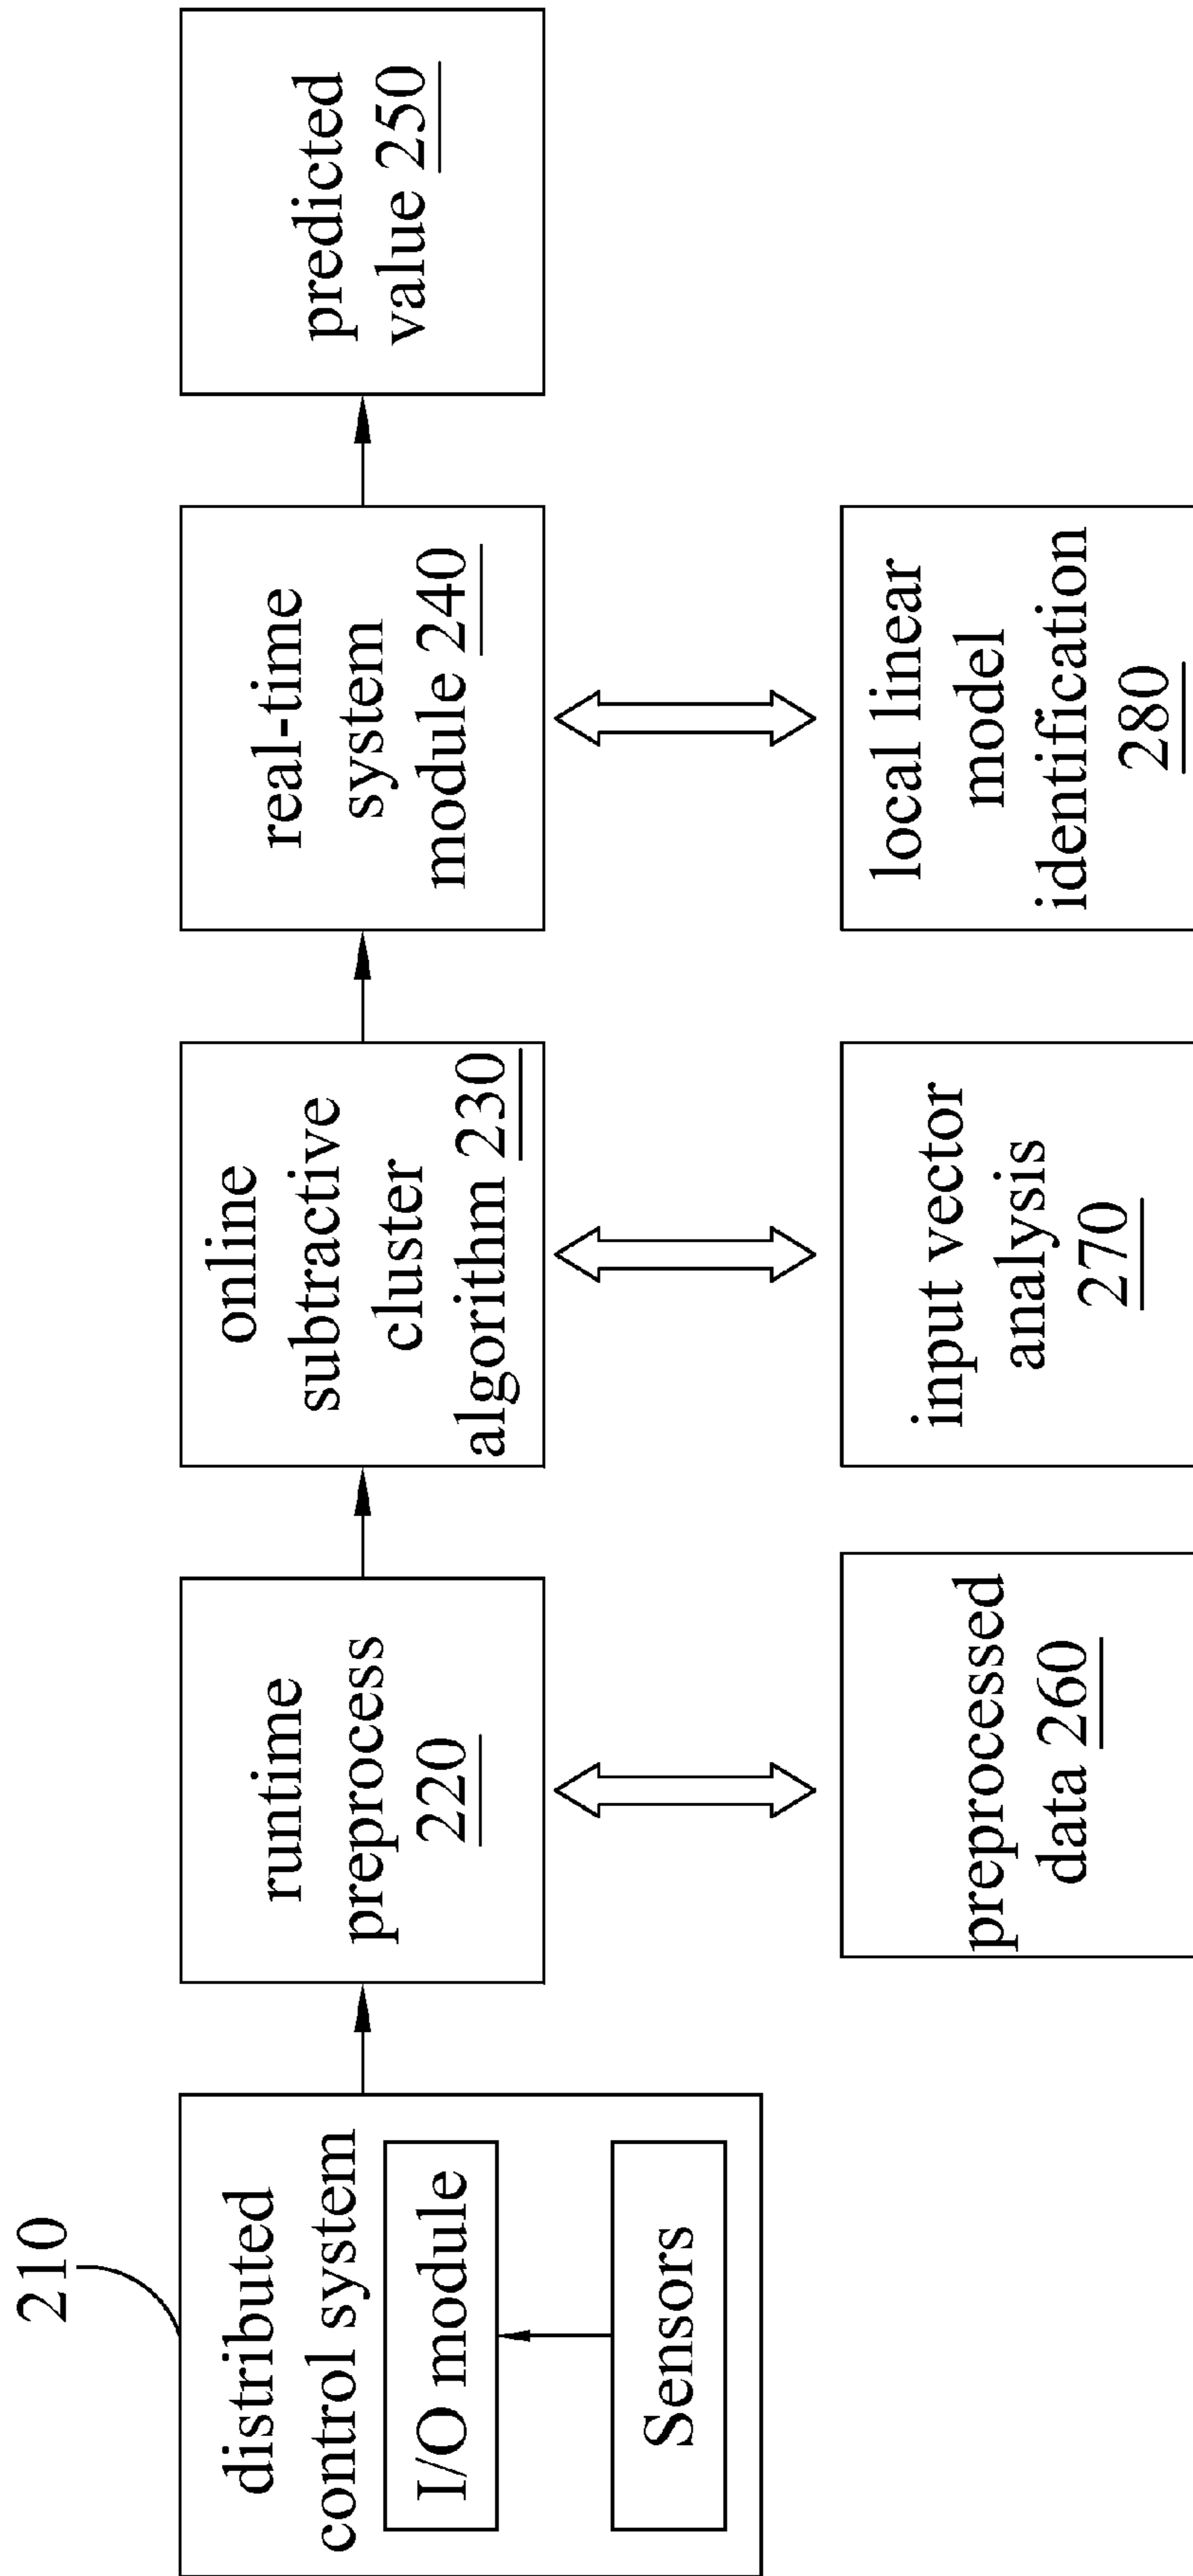 210
distributed
control system
I/O module
Sensors
runtime
preprocess
220
online
subtractive
cluster
algorithm 230
real-time
system
module 240
predicted
value 250
preprocessed
data 260
input vector
analysis
270
local linear
model
identification
280